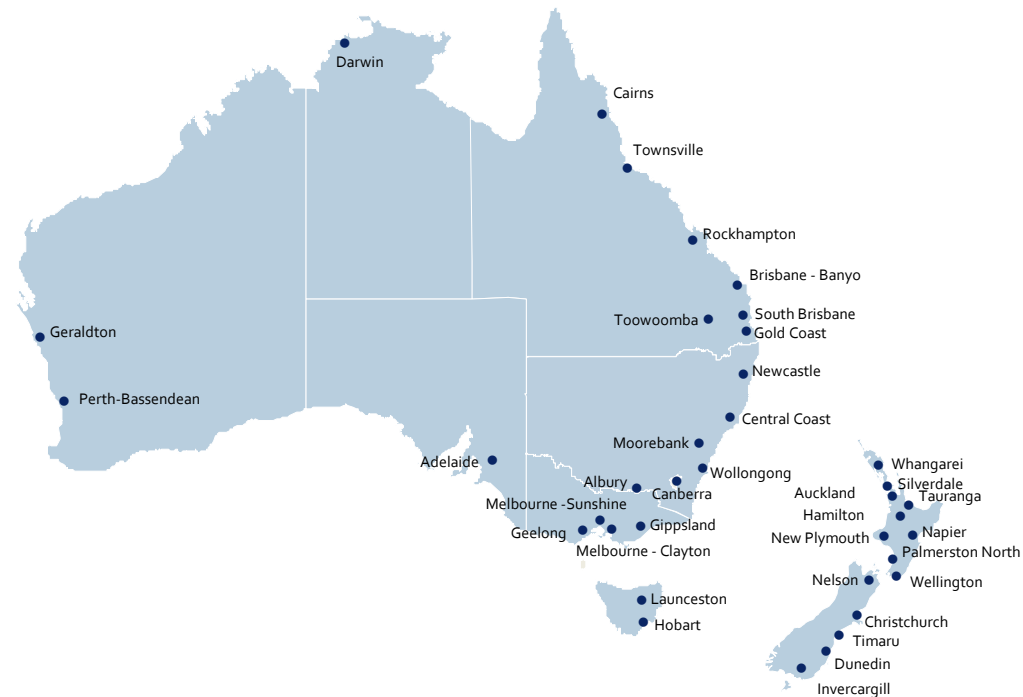 Darwin
Cairns
Townsville
Rockhampton
Brisbane - Banyo
South Brisbane
Toowoomba
Gold Coast
Geraldton
Newcastle
Perth-Bassendean
Central Coast
Moorebank
Adelaide
Wollongong
Albury
Canberra
Melbourne -Sunshine
Gippsland
Geelong
Melbourne - Clayton
Launceston
Hobart
Whangarei
Silverdale
Auckland
Tauranga
Hamilton
Napier
New Plymouth
Palmerston North
Nelson
Wellington
Christchurch
Timaru
Dunedin
Invercargill